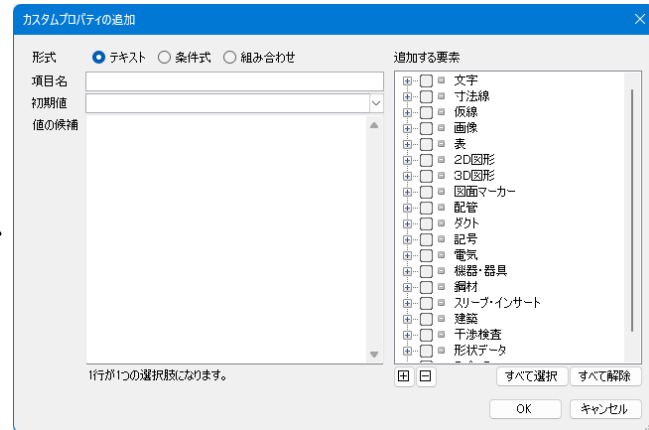 カスタムプロパティの追加
形式 テキスト 条件式 組み合わせ
項目名
初期値
値の候補
1行が1つの選択肢になります。
追加する要素
文字
寸法線
仮線
画像
表
2D図形
3D図形
図面マーカー
配管
ダクト
記号
電気
機器・器具
鋼材
スリーブ・インサート
建築
干渉検査
形状データ
すべて選択 すべて解除
OK キャンセル